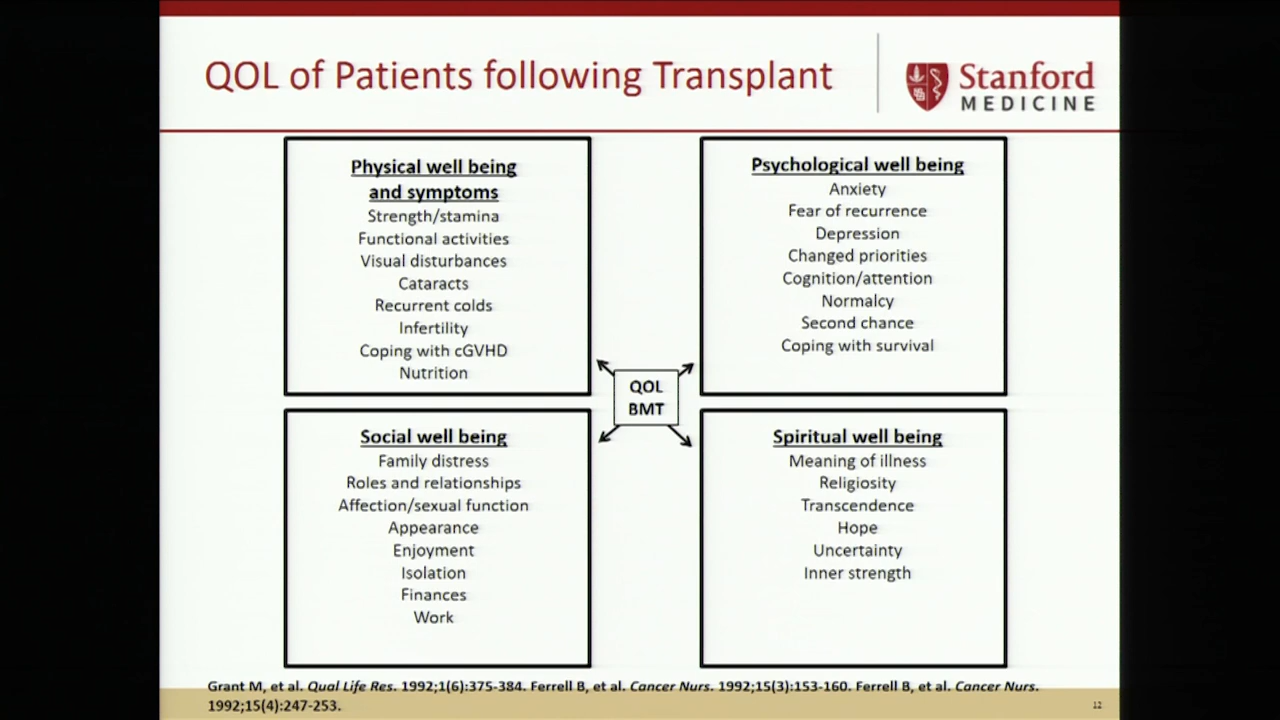 QOL of Patients following Transplant
Stanford
MEDICINE
Physical well being
and symptoms
Strength/stamina
Functional activities
Visual disturbances
Cataracts
Recurrent colds
Infertility
Coping with cGVHD
Nutrition
Psychological well being
Anxiety
Fear of recurrence
Depression
Changed priorities
Cognition/attention
Normalcy
Second chance
Coping with survival
QOL
BMT
Social well being
Family distress
Roles and relationships
Affection/sexual function
Appearance
Enjoyment
Isolation
Finances
Work
Spiritual well being
Meaning of illness
Religiosity
Transcendence
Hope
Uncertainty
Inner strength
Grant M, et al. Qual Life Res. 1992;1(6):375-384. Ferrell B, et al. Cancer Nurs. 1992;15(3):153-160. Ferrell B, et al. Cancer Nurs.
1992;15(4):247-253.
12